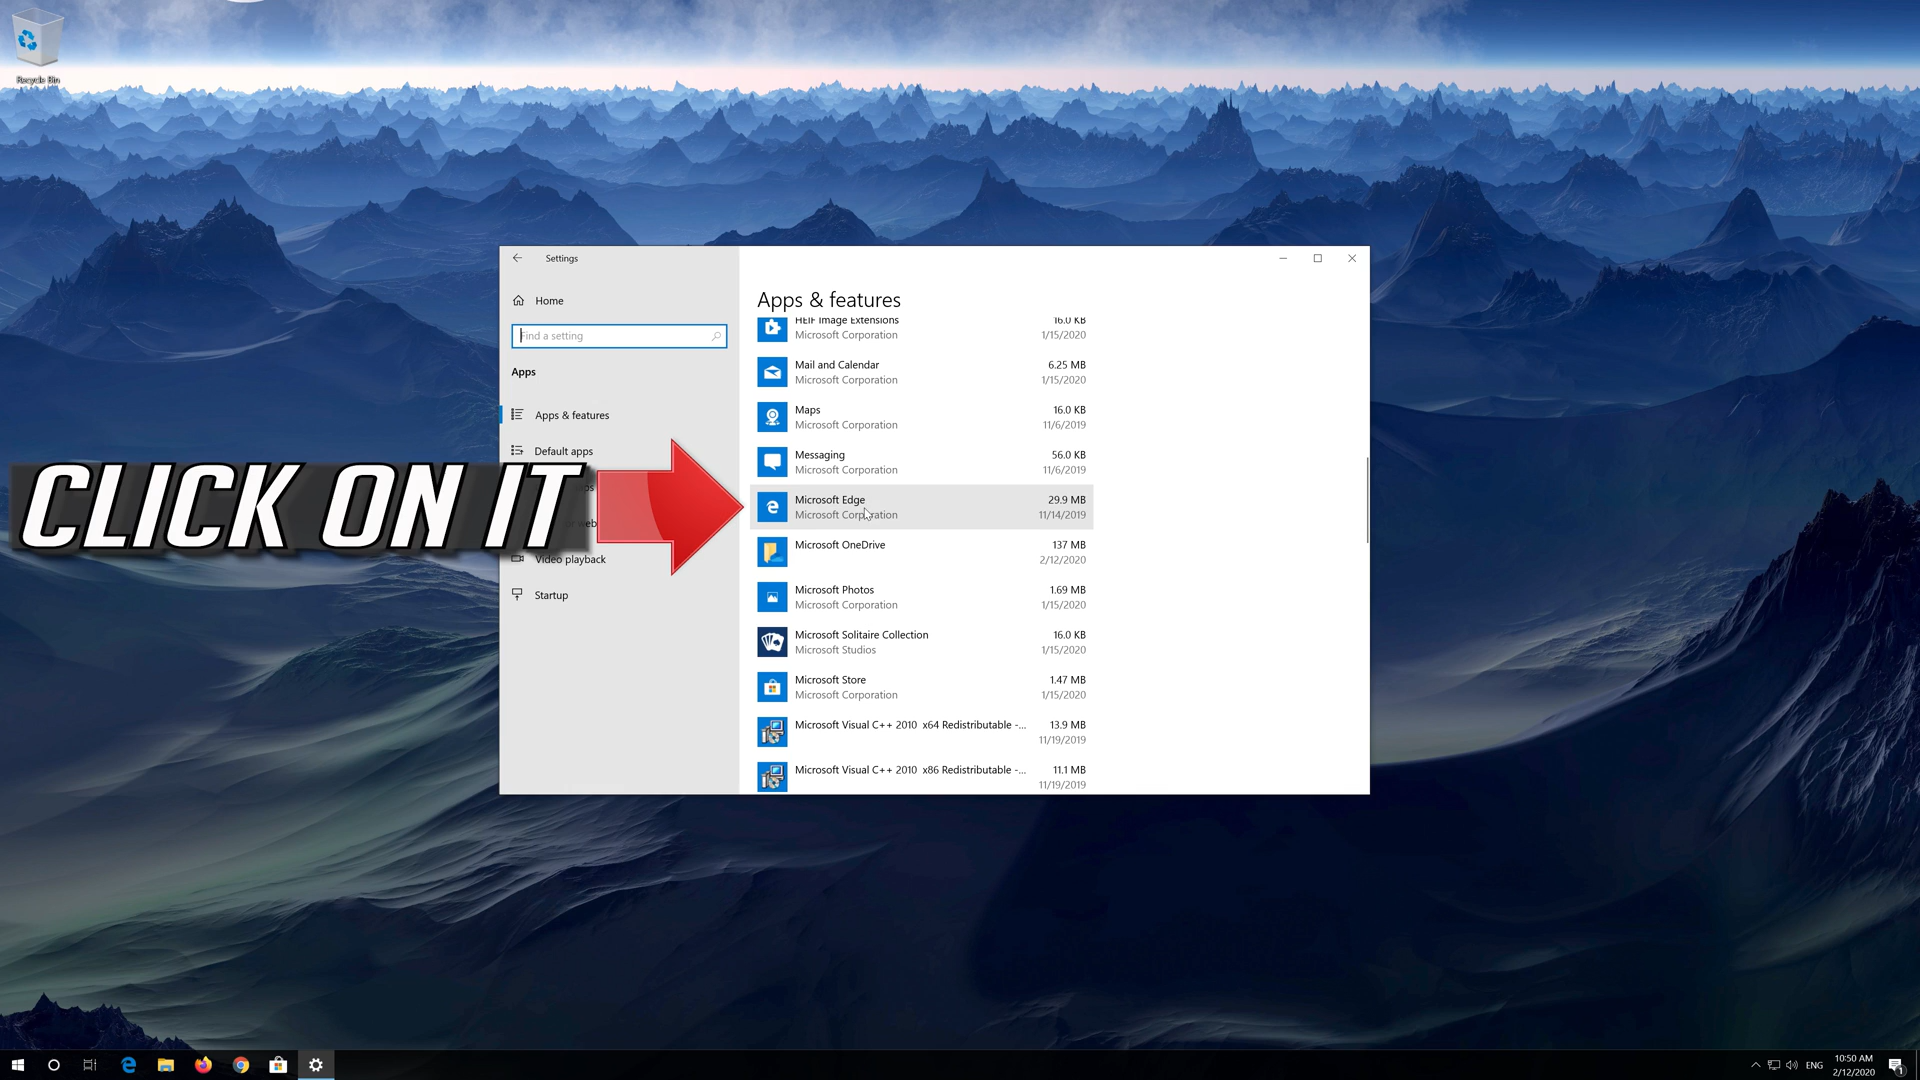 Recycle Bin
Settings
Home
Find a setting
Apps
Apps & features
Default apps
Video playback
Startup
CLICK ON IT
Apps & features
HEIF Image Extensions 16.0 KB
Microsoft Corporation 1/15/2020
Mail and Calendar 6.25 MB
Microsoft Corporation 1/15/2020
Maps 16.0 KB
Microsoft Corporation 11/6/2019
Messaging 56.0 KB
Microsoft Corporation 11/6/2019
Microsoft Edge 29.9 MB
Microsoft Corporation 11/14/2019
Microsoft OneDrive 137 MB
2/12/2020
Microsoft Photos 1.69 MB
Microsoft Corporation 1/15/2020
Microsoft Solitaire Collection 16.0 KB
Microsoft Studios 1/15/2020
Microsoft Store 1.47 MB
Microsoft Corporation 1/15/2020
Microsoft Visual C++ 2010 x64 Redistributable -... 13.9 MB
11/19/2019
Microsoft Visual C++ 2010 x86 Redistributable -... 11.1 MB
11/19/2019
ENG
10:50 AM
2/12/2020
1